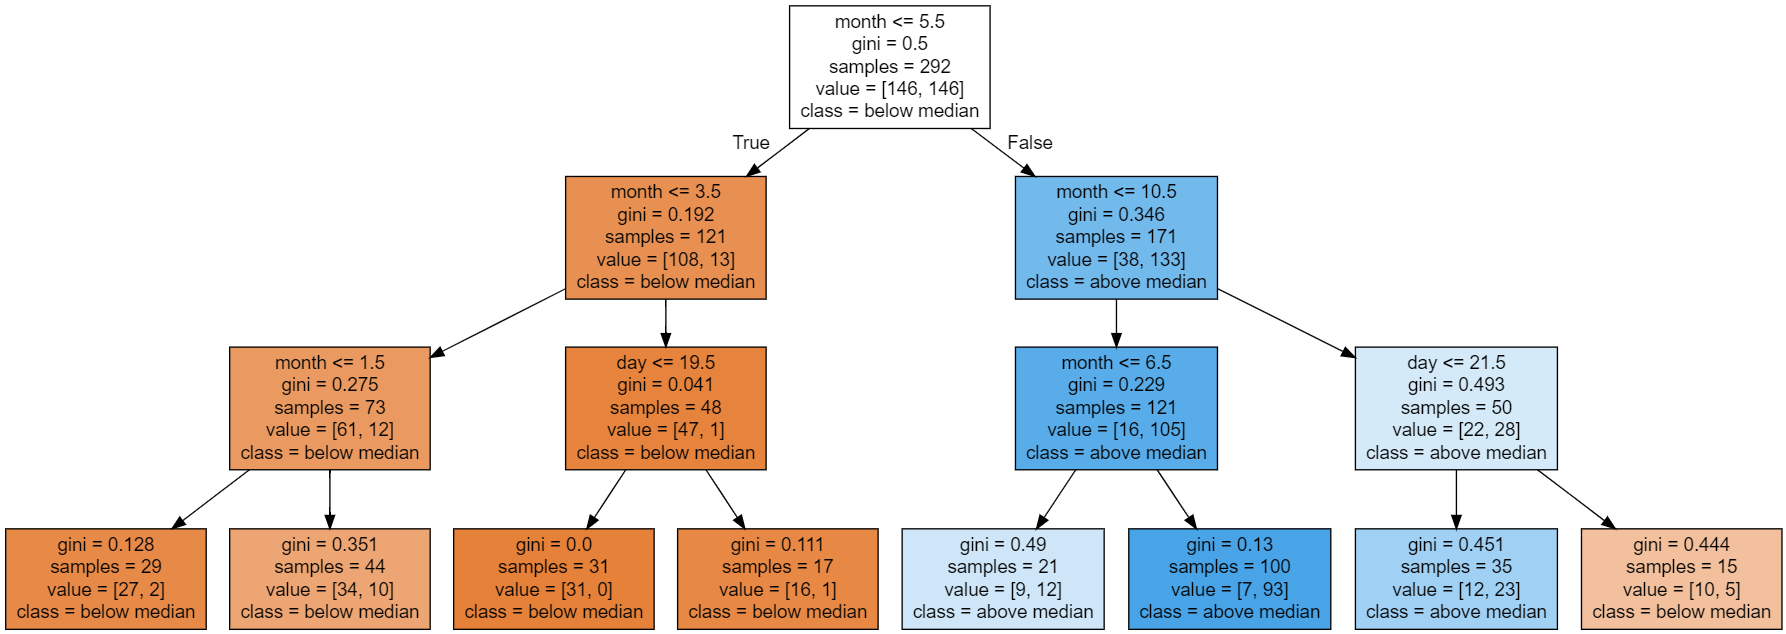 month <= 5.5
gini = 0.5
samples = 292
value = [146, 146]
class = below median
True
False
month <= 3.5
gini = 0.192
samples = 121
value = [108, 13]
class = below median
month <= 10.5
gini = 0.346
samples = 171
value = [38, 133]
class = above median
month <= 1.5
gini = 0.275
samples = 73
value = [61, 12]
class = below median
day <= 19.5
gini = 0.041
samples = 48
value = [47, 1]
class = below median
month <= 6.5
gini = 0.229
samples = 121
value = [16, 105]
class = above median
day <= 21.5
gini = 0.493
samples = 50
value = [22, 28]
class = above median
gini = 0.128
samples = 29
value = [27, 2]
class = below median
gini = 0.351
samples = 44
value = [34, 10]
class = below median
gini = 0.0
samples = 31
value = [31, 0]
class = below median
gini = 0.111
samples = 17
value = [16, 1]
class = below median
gini = 0.49
samples = 21
value = [9, 12]
class = above median
gini = 0.13
samples = 100
value = [7, 93]
class = above median
gini = 0.451
samples = 35
value = [12, 23]
class = above median
gini = 0.444
samples = 15
value = [10, 5]
class = below median